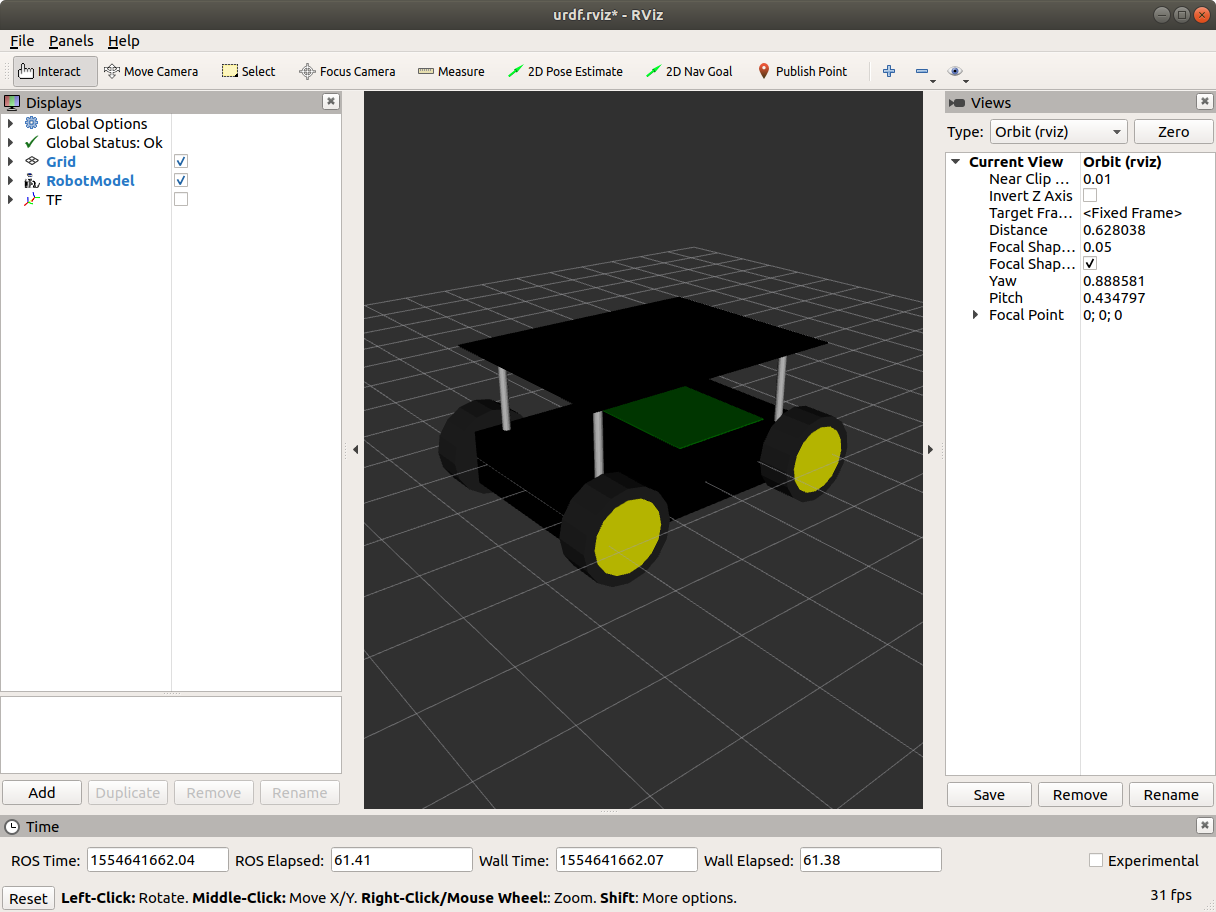 urdf.rviz* - RViz
File Panels Help
Interact Move Camera Select Focus Camera Measure 2D Pose Estimate 2D Nav Goal Publish Point
Displays
Global Options
Global Status: Ok
Grid
RobotModel
TF
Add Duplicate Remove Rename
Views
Type: Orbit (rviz) Zero
Current View Orbit (rviz)
Near Clip ... 0.01
Invert Z Axis
Target Fra... <Fixed Frame>
Distance 0.628038
Focal Shap... 0.05
Focal Shap...
Yaw 0.888581
Pitch 0.434797
Focal Point 0; 0; 0
Save Remove Rename
Time
ROS Time: 1554641662.04 ROS Elapsed: 61.41 Wall Time: 1554641662.07 Wall Elapsed: 61.38 Experimental
Reset Left-Click: Rotate. Middle-Click: Move X/Y. Right-Click/Mouse Wheel:: Zoom. Shift: More options. 31 fps